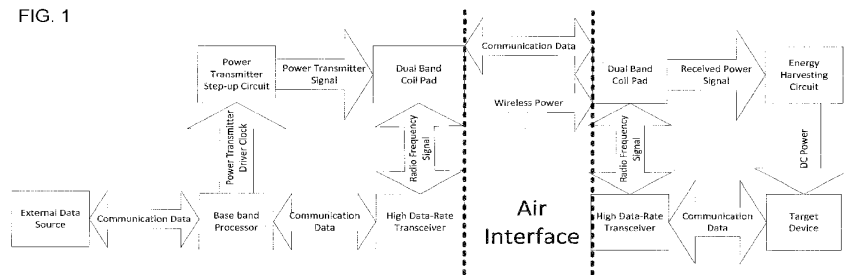 FIG. 1
Power
Transmitter
Step-up Circuit
Power Transmitter
Signal
Dual Band
Coil Pad
Communication Data
Wireless Power
Dual Band
Coil Pad
Received Power
Signal
Energy
Harvesting
Circuit
Power Transmitter
Driver Clock
Radio Frequency
Signal
Radio Frequency
Signal
DC Power
External Data
Source
Communication Data
Base band
Processor
Communication
Data
High Data-Rate
Transceiver
Air
Interface
High Data-Rate
Transceiver
Communication
Data
Target
Device